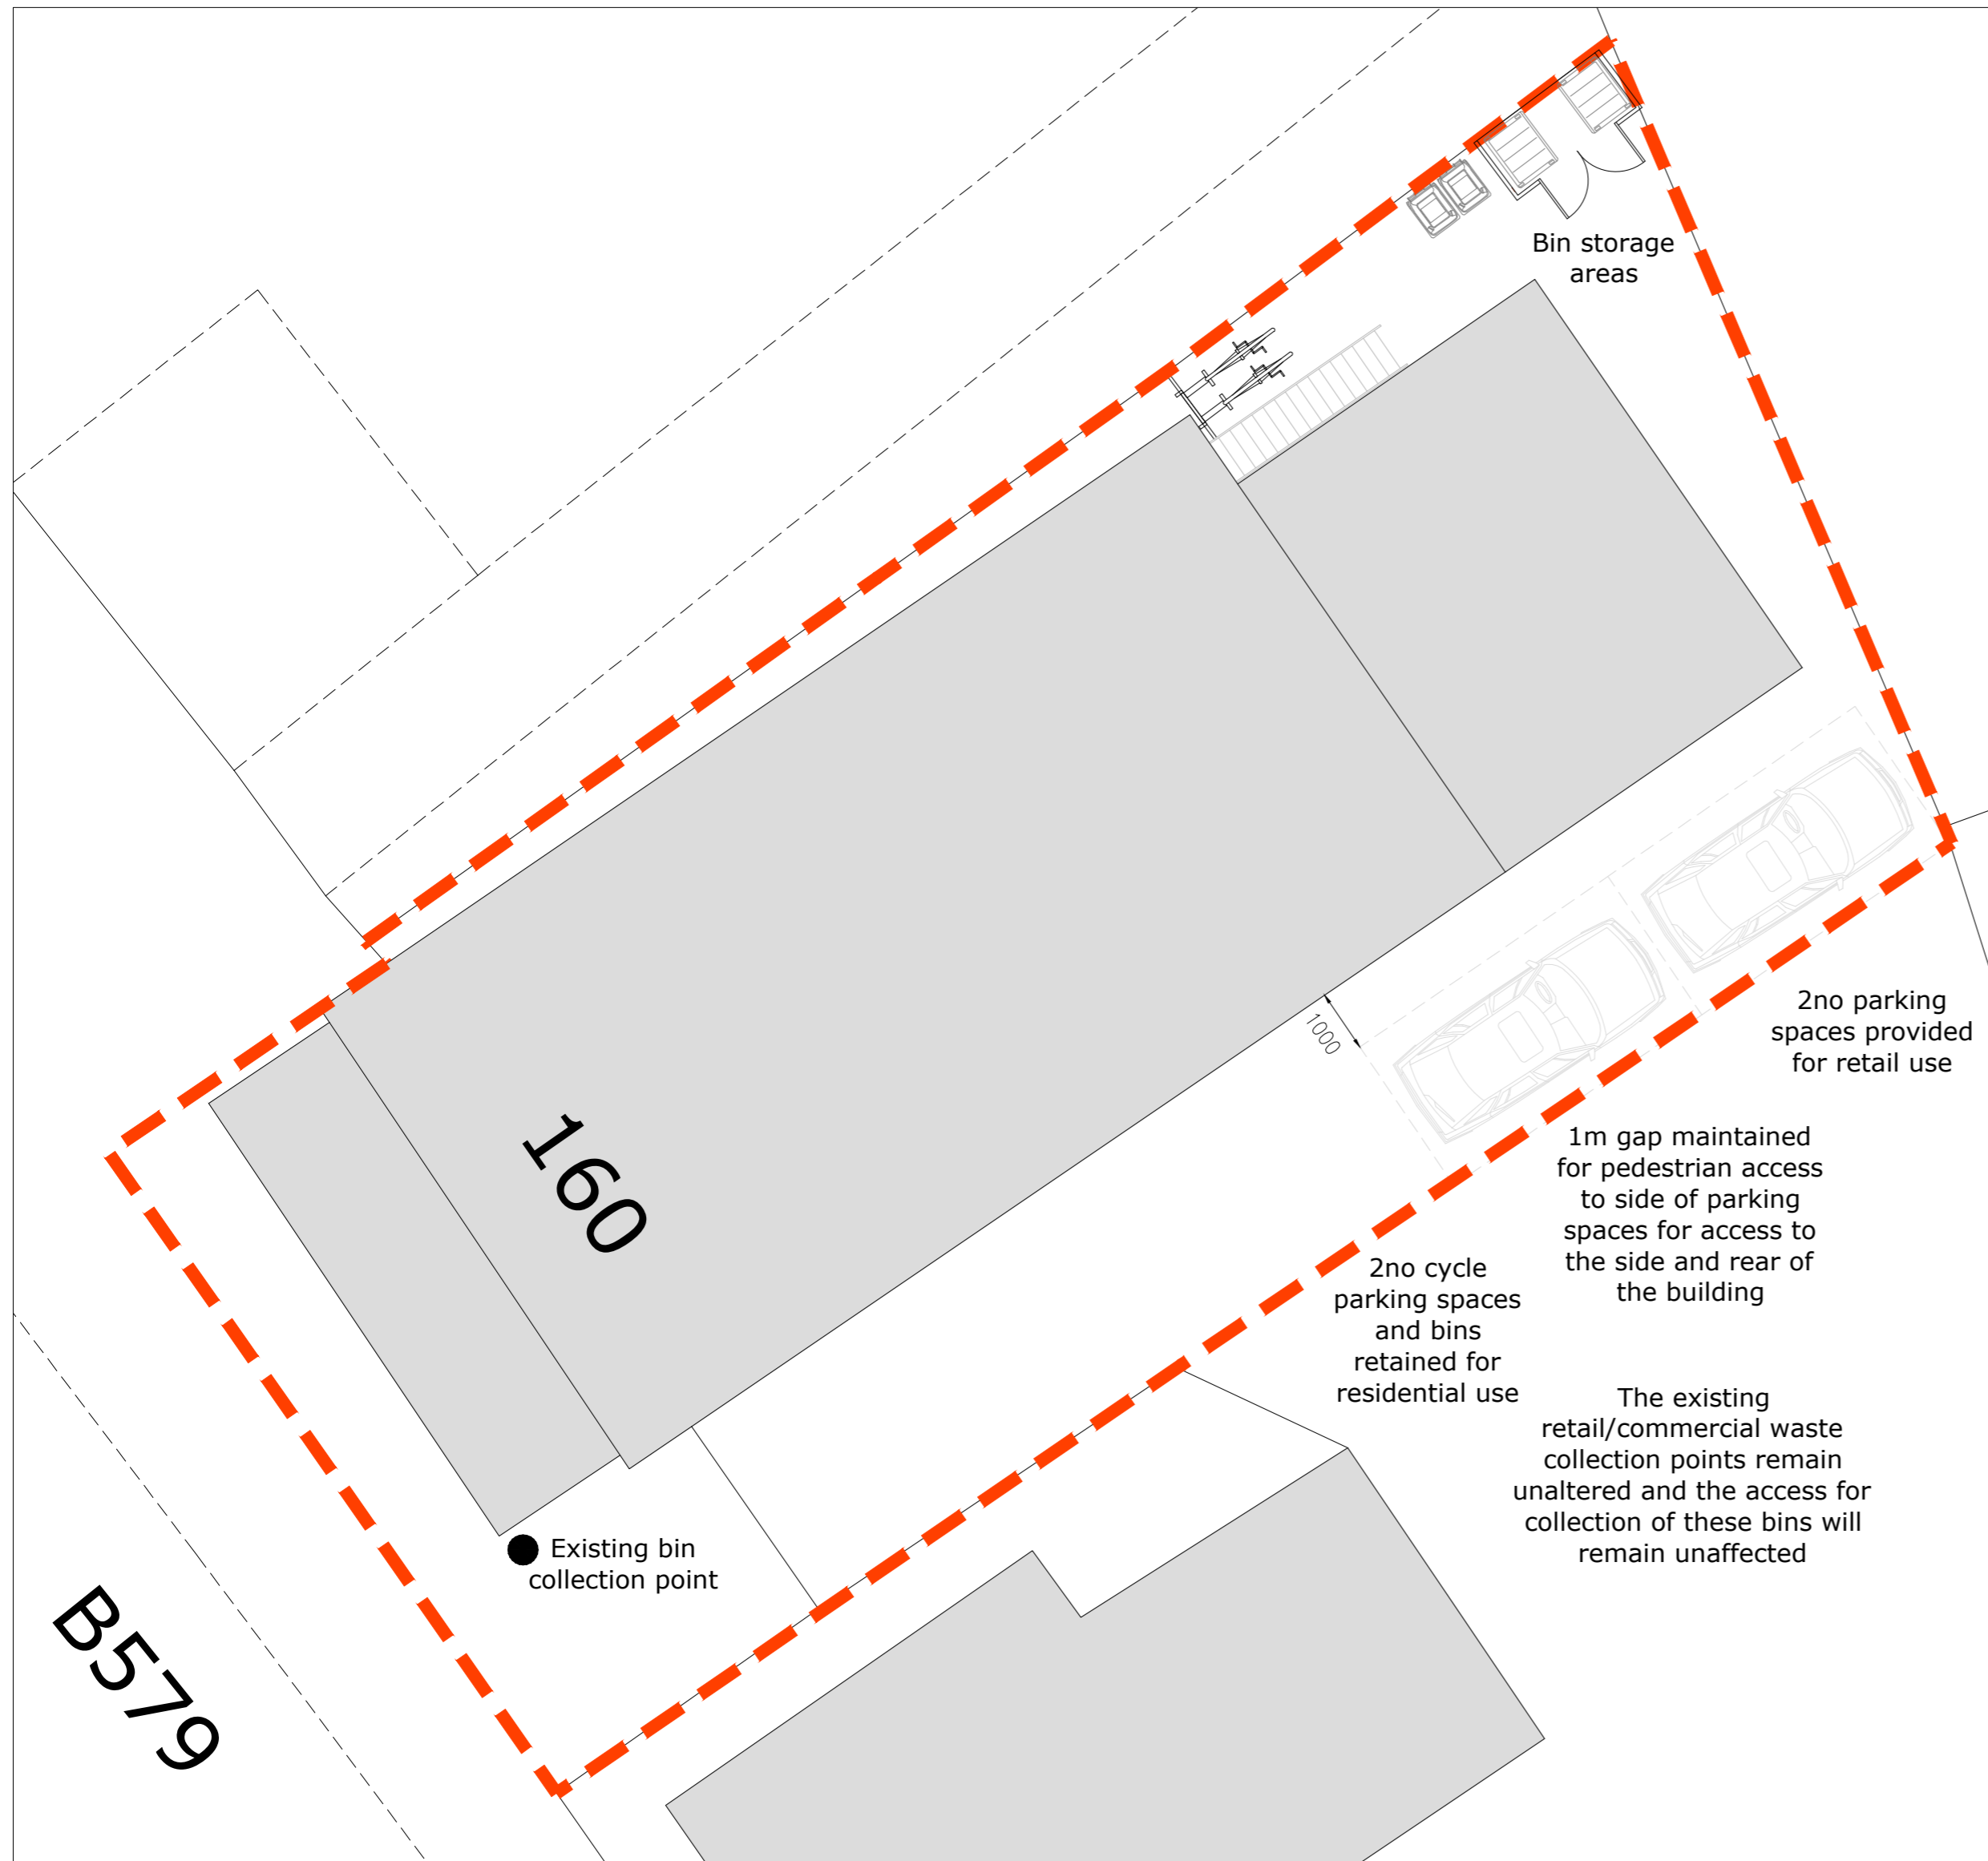 Bin storage
areas
1000
2no parking
spaces provided
for retail use
160
1m gap maintained
for pedestrian access
to side of parking
spaces for access to
the side and rear of
the building
2no cycle
parking spaces
and bins
retained for
residential use
The existing
retail/commercial waste
collection points remain
unaltered and the access for
collection of these bins will
remain unaffected
Existing bin
collection point
B579